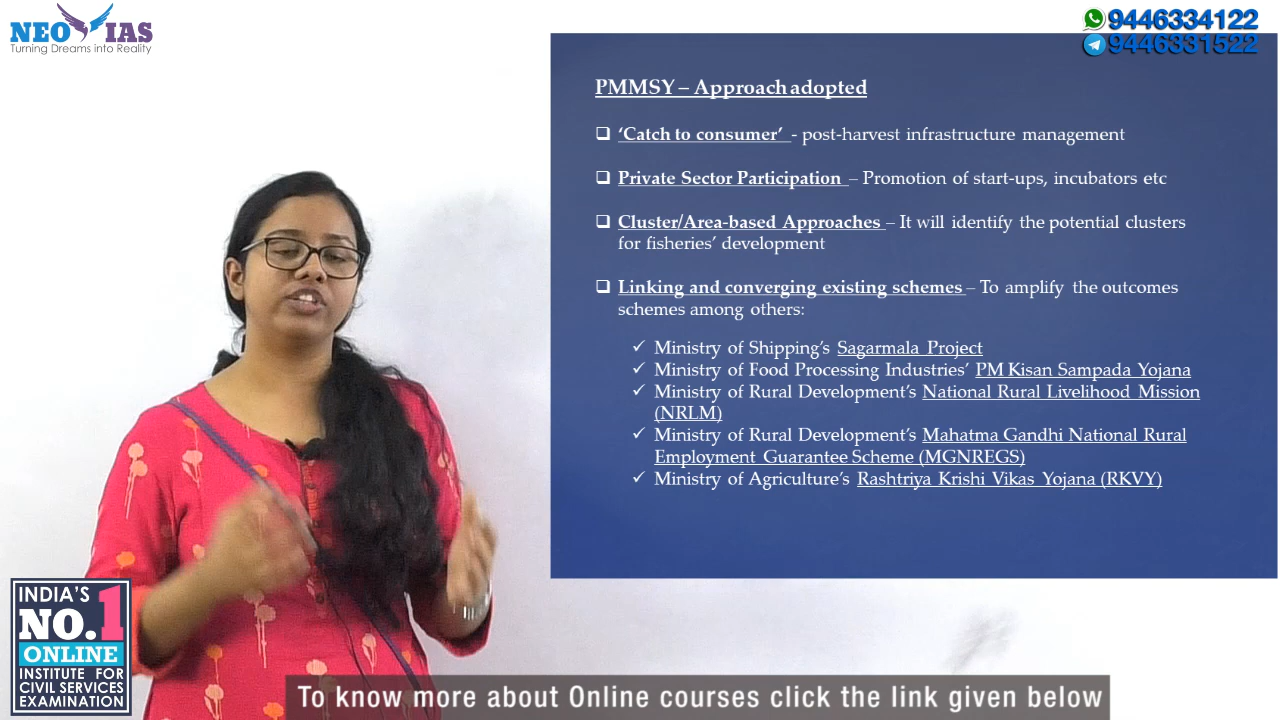 NEO IAS
Turning Dreams into Reality
9446334122
9446331522
PMMSY – Approach adopted
❑ ‘Catch to consumer’ - post-harvest infrastructure management
❑ Private Sector Participation – Promotion of start-ups, incubators etc
❑ Cluster/Area-based Approaches – It will identify the potential clusters
for fisheries’ development
❑ Linking and converging existing schemes – To amplify the outcomes
schemes among others:
✓ Ministry of Shipping’s Sagarmala Project
✓ Ministry of Food Processing Industries’ PM Kisan Sampada Yojana
✓ Ministry of Rural Development’s National Rural Livelihood Mission
(NRLM)
✓ Ministry of Rural Development’s Mahatma Gandhi National Rural
Employment Guarantee Scheme (MGNREGS)
✓ Ministry of Agriculture’s Rashtriya Krishi Vikas Yojana (RKVY)
INDIA’S
NO.1
ONLINE
INSTITUTE FOR
CIVIL SERVICES
EXAMINATION
To know more about Online courses click the link given below